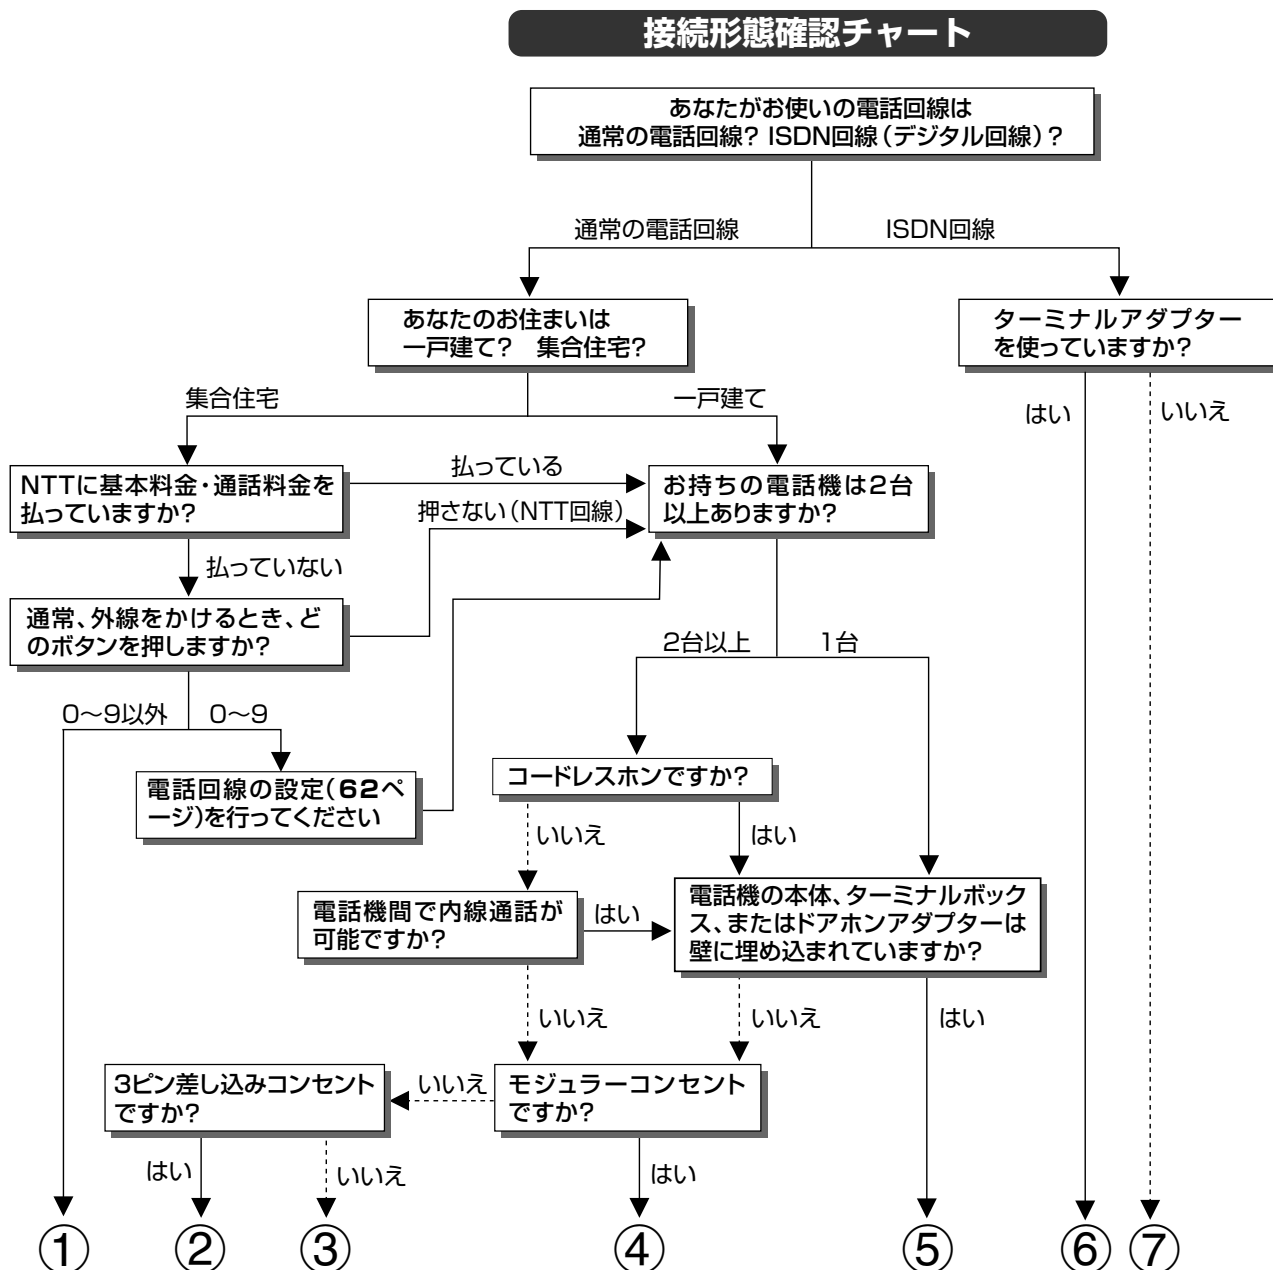 接続形態確認チャート
あなたがお使いの電話回線は
通常の電話回線? ISDN回線(デジタル回線)?
通常の電話回線
ISDN回線
あなたのお住まいは
一戸建て? 集合住宅?
ターミナルアダプター
を使っていますか?
集合住宅
一戸建て
はい
いいえ
NTTに基本料金・通話料金を
払っていますか?
払っている
お持ちの電話機は2台
以上ありますか?
押さない(NTT回線)
払っていない
通常、外線をかけるとき、ど
のボタンを押しますか?
2台以上
1台
0〜9以外
0〜9
電話回線の設定(62ペ
ージ)を行ってください
コードレスホンですか?
いいえ
はい
電話機間で内線通話が
可能ですか?
はい
電話機の本体、ターミナルボック
ス、またはドアホンアダプターは
壁に埋め込まれていますか?
いいえ
いいえ
はい
3ピン差し込みコンセント
ですか?
いいえ
モジュラーコンセント
ですか?
はい
いいえ
はい
① ② ③ ④ ⑤ ⑥ ⑦